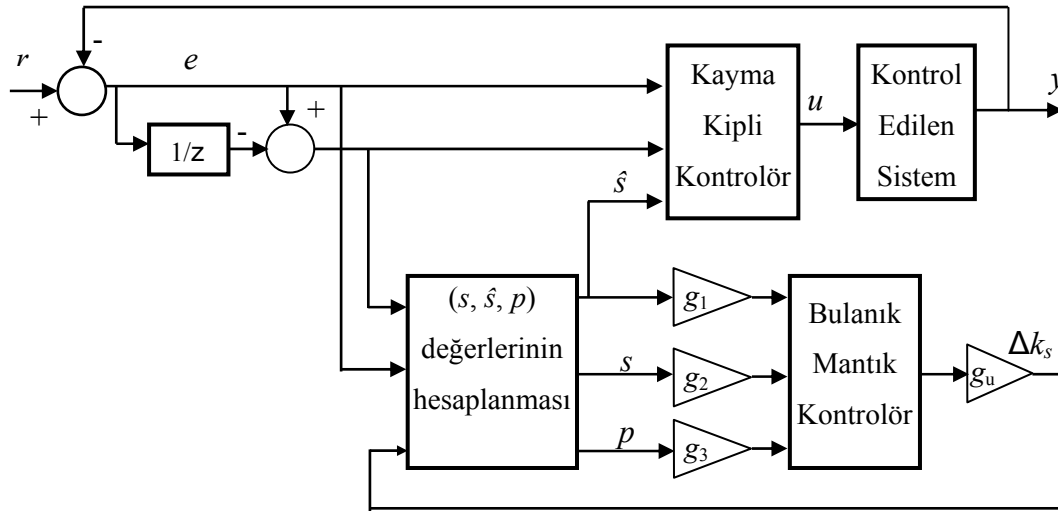 -
r
e
+
+
-
1/z
Kayma
Kipli
Kontrolör
u
Kontrol
Edilen
Sistem
y
ŝ
(s, ŝ, p)
değerlerinin
hesaplanması
s
p
g1
g2
g3
Bulanık
Mantık
Kontrolör
gu
Δks